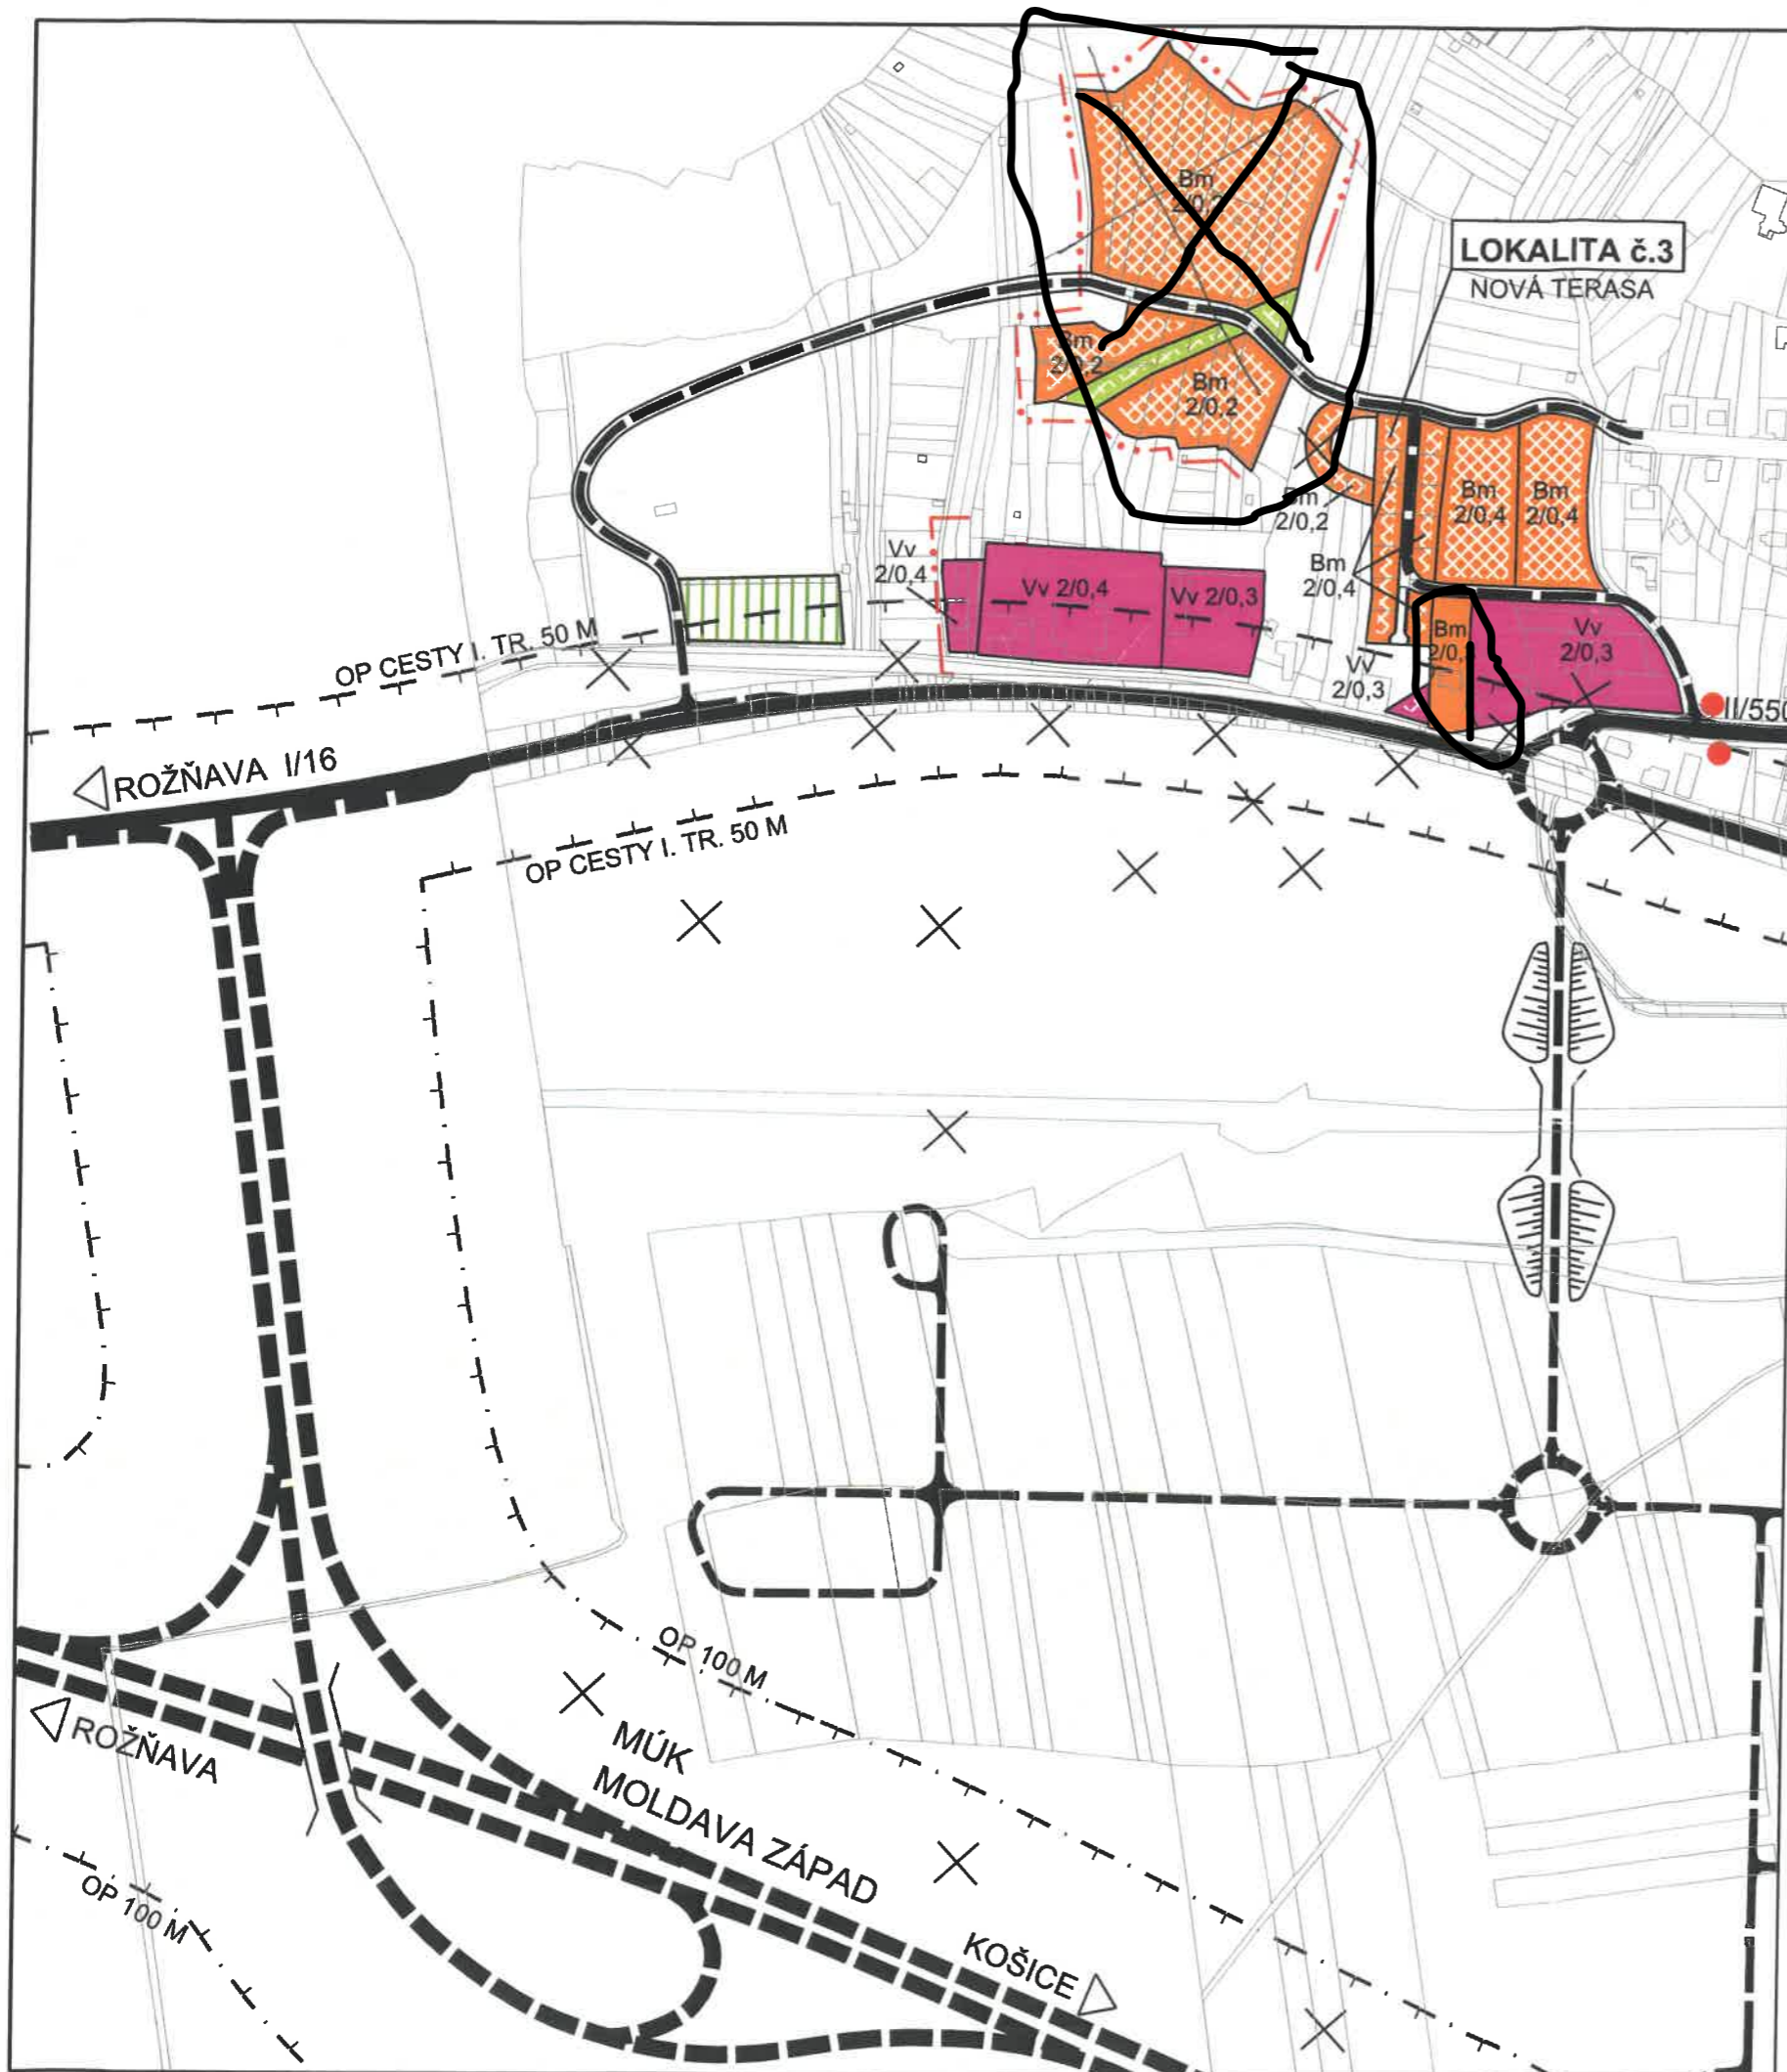 Bm
LOKALITA č.3
NOVÁ TERASA
Bm
2/0,2
Bm
2/0,2
Bm
2/0,2
Bm
2/0,4
Bm
2/0,4
Bm
2/0,4
Vv
2/0,4
Vv 2/0,4
Vv 2/0,3
Bm
Vv
2/0,3
Vv
2/0,3
II/550
OP CESTY I. TR. 50 M
ROŽŇAVA I/16
OP CESTY I. TR. 50 M
OP 100 M
MÚK
MOLDAVA ZÁPAD
ROŽŇAVA
OP 100 M
KOŠICE